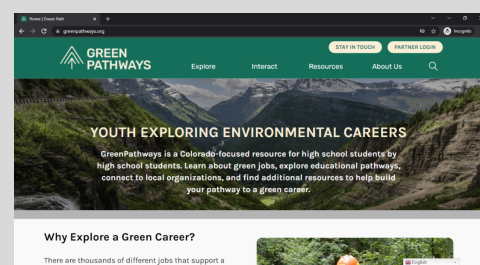 Home | Green Path
greenpathways.org
Incognito
STAY IN TOUCH
PARTNER LOGIN
GREEN
PATHWAYS
Explore
Interact
Resources
About Us
YOUTH EXPLORING ENVIRONMENTAL CAREERS
GreenPathways is a Colorado-focused resource for high school students by
high school students. Learn about green jobs, explore educational pathways,
connect to local organizations, and find additional resources to help build
your pathway to a green career.
Why Explore a Green Career?
There are thousands of different jobs that support a
English